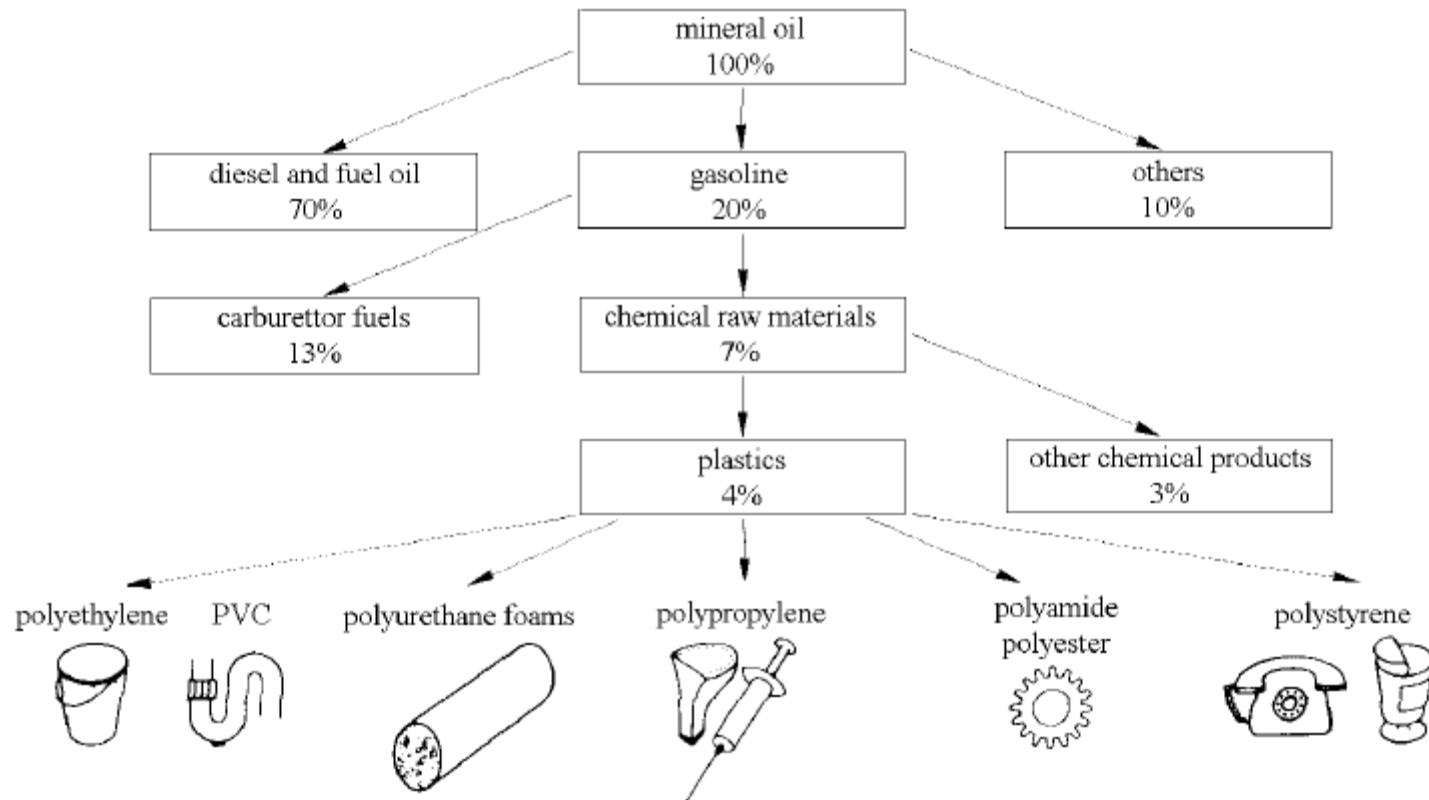 mineral oil
100%
diesel and fuel oil
70%
gasoline
20%
others
10%
carburettor fuels
13%
chemical raw materials
7%
plastics
4%
other chemical products
3%
polyethylene
PVC
polyurethane foams
polypropylene
polyamide
polyester
polystyrene